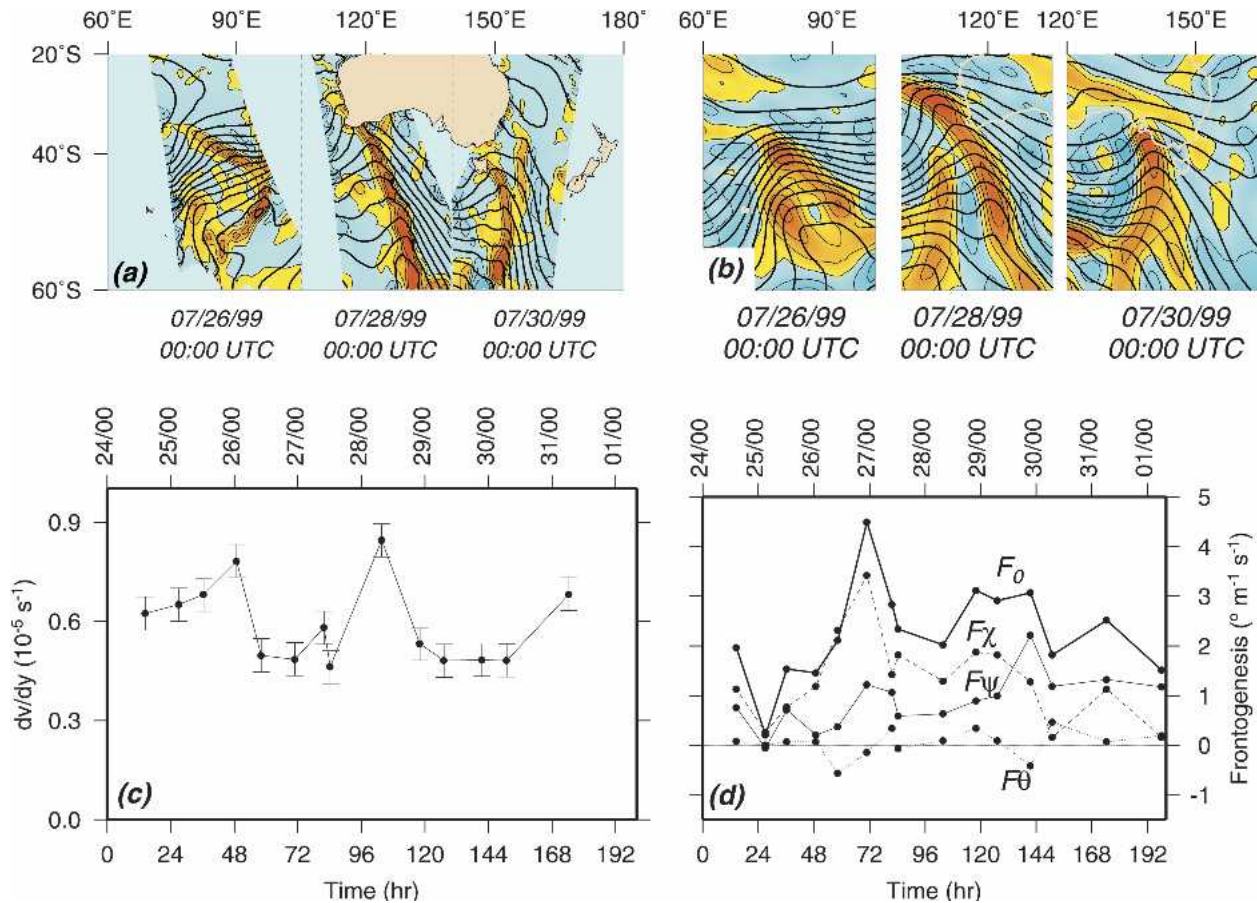 60˚E 90˚E 120˚E 150˚E 180˚
60˚E 90˚E 120˚E 120˚E 150˚E
20˚S
40˚S
60˚S
(a)
20˚S
40˚S
60˚S
(b)
07/26/99 07/28/99 07/30/99
00:00 UTC 00:00 UTC 00:00 UTC
07/26/99 07/28/99 07/30/99
00:00 UTC 00:00 UTC 00:00 UTC
24/00 25/00 26/00 27/00 28/00 29/00 30/00 31/00 01/00
dv/dy (10⁻⁵ s⁻¹)
0.9
0.6
0.3
0.0
(c)
0 24 48 72 96 120 144 168 192
Time (hr)
24/00 25/00 26/00 27/00 28/00 29/00 30/00 31/00 01/00
F₀
Fχ
Fψ
Fθ
(d)
5
4
3
2
1
0
-1
Frontogenesis (° m⁻¹ s⁻¹)
0 24 48 72 96 120 144 168 192
Time (hr)